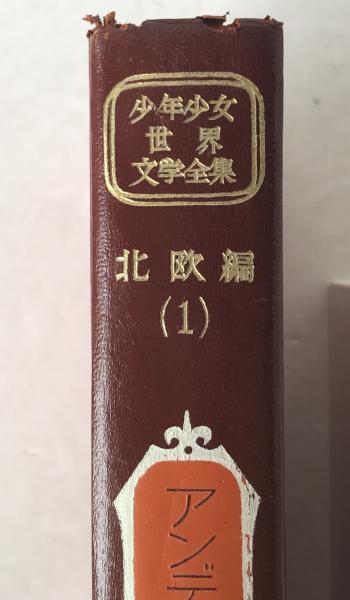 少年少女
世界
文学全集
北欧編
(1)
アンデ